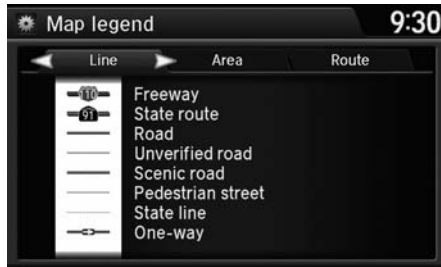 Map legend
9:30
Line
Area
Route
110
Freeway
91
State route
Road
Unverified road
Scenic road
Pedestrian street
State line
One-way